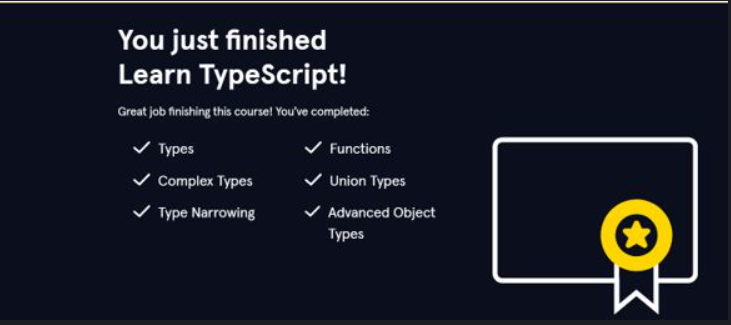 You just finished
Learn TypeScript!
Great job finishing this course! You've completed:
Types
Functions
Complex Types
Union Types
Type Narrowing
Advanced Object
Types